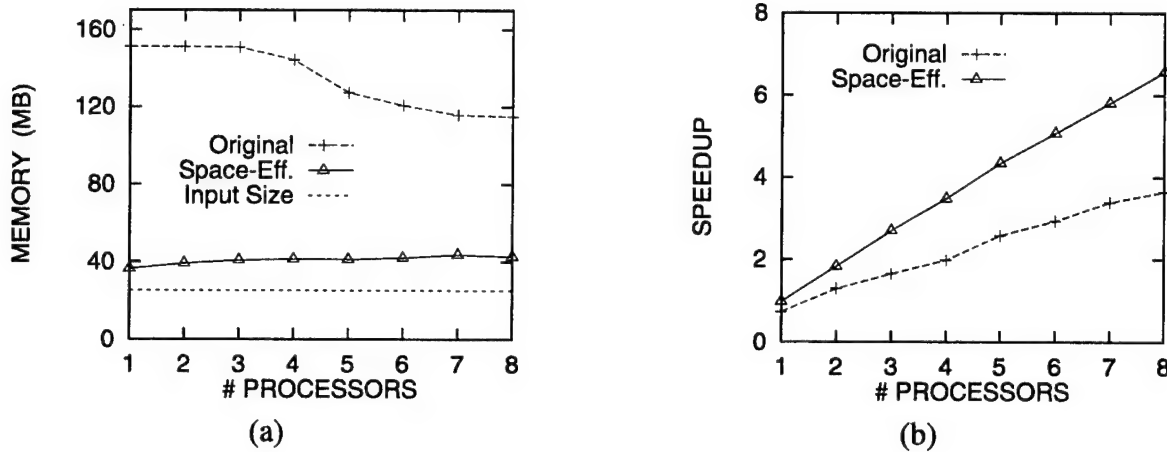 160
120
80
40
0
MEMORY (MB)
Original
Space-Eff.
Input Size
1 2 3 4 5 6 7 8
# PROCESSORS
(a)
8
6
4
2
0
SPEEDUP
Original
Space-Eff.
1 2 3 4 5 6 7 8
# PROCESSORS
(b)